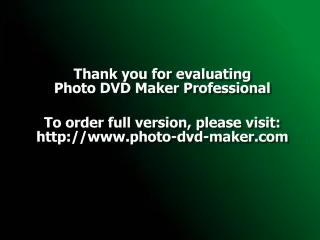 Thank you for evaluating
Photo DVD Maker Professional
To order full version, please visit:
http://www.photo-dvd-maker.com